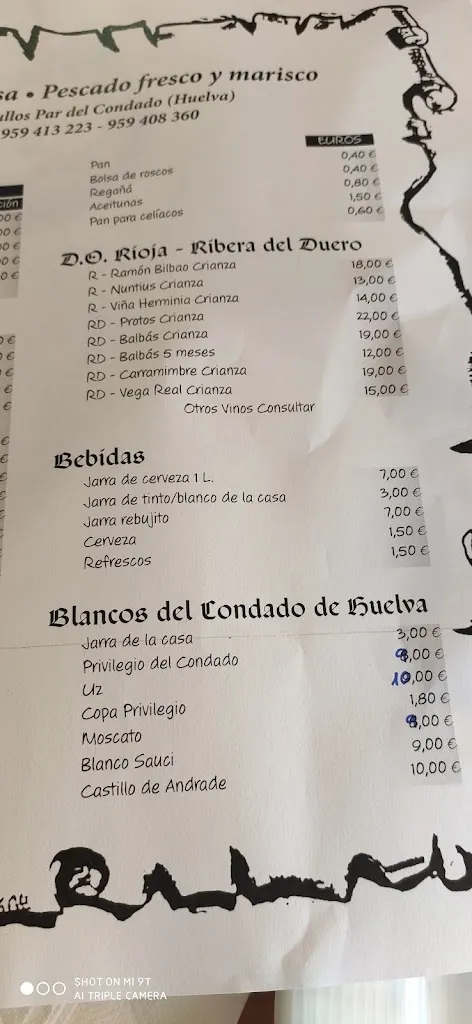 sa • Pescado fresco y marisco
ullos Par del Condado (Huelva)
959 413 223 - 959 408 360
EUROS
Pan 0,40 €
Bolsa de roscos 0,40 €
Regañá 0,80 €
Aceitunas 1,50 €
Pan para celíacos 0,60 €
D.O. Rioja - Ribera del Duero
R - Ramón Bilbao Crianza 18,00 €
R - Nuntius Crianza 13,00 €
R - Viña Herminia Crianza 14,00 €
RD - Protos Crianza 22,00 €
RD - Balbás Crianza 19,00 €
RD - Balbás 5 meses 12,00 €
RD - Carramimbre Crianza 19,00 €
RD - Vega Real Crianza 15,00 €
Otros Vinos Consultar
Bebidas
Jarra de cerveza 1 L. 7,00 €
Jarra de tinto/blanco de la casa 3,00 €
Jarra rebujito 7,00 €
Cerveza 1,50 €
Refrescos 1,50 €
Blancos del Condado de Huelva
Jarra de la casa 3,00 €
Privilegio del Condado 9,00 €
Uz 10,00 €
Copa Privilegio 1,80 €
Moscato ,00 €
Blanco Sauci 9,00 €
Castillo de Andrade 10,00 €
SHOT ON MI 9T
AI TRIPLE CAMERA